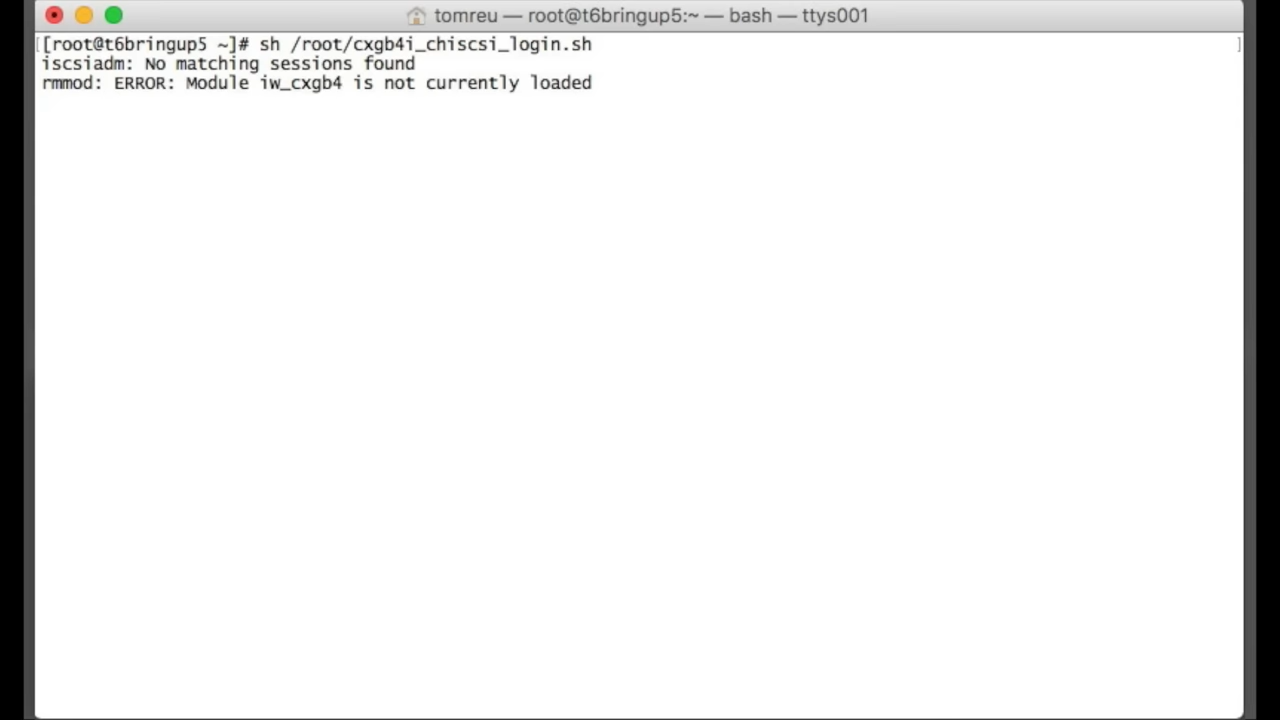 tomreu — root@t6bringup5:~ — bash — ttys001
[[root@t6bringup5 ~]# sh /root/cxgb4i_chiscsi_login.sh ]
iscsiadm: No matching sessions found
rmmod: ERROR: Module iw_cxgb4 is not currently loaded